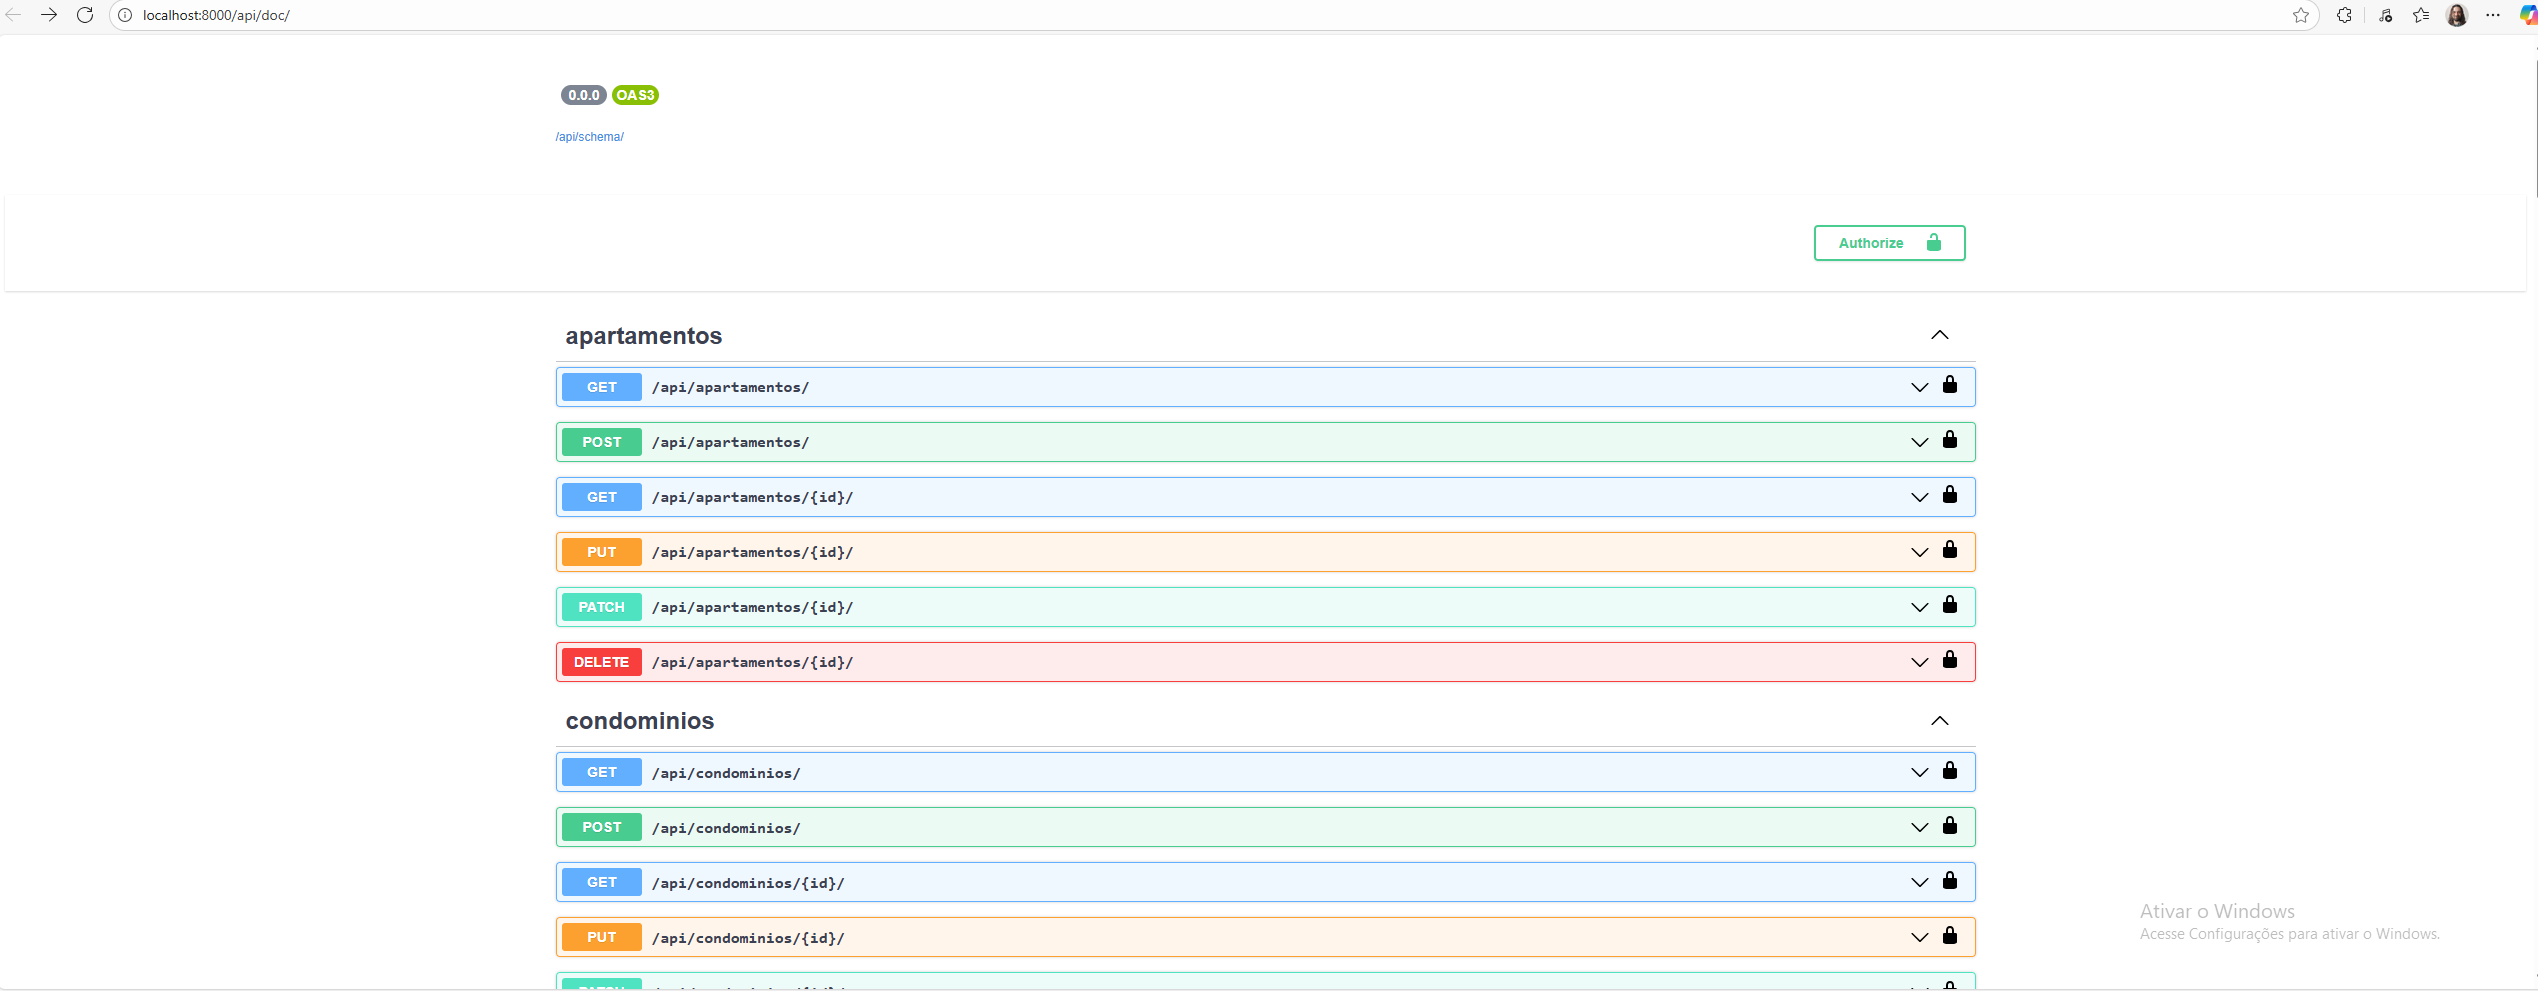 localhost:8000/api/doc/
0.0.0 OAS3
/api/schema/
Authorize
apartamentos
GET /api/apartamentos/
POST /api/apartamentos/
GET /api/apartamentos/{id}/
PUT /api/apartamentos/{id}/
PATCH /api/apartamentos/{id}/
DELETE /api/apartamentos/{id}/
condominios
GET /api/condominios/
POST /api/condominios/
GET /api/condominios/{id}/
PUT /api/condominios/{id}/
Ativar o Windows
Acesse Configurações para ativar o Windows.